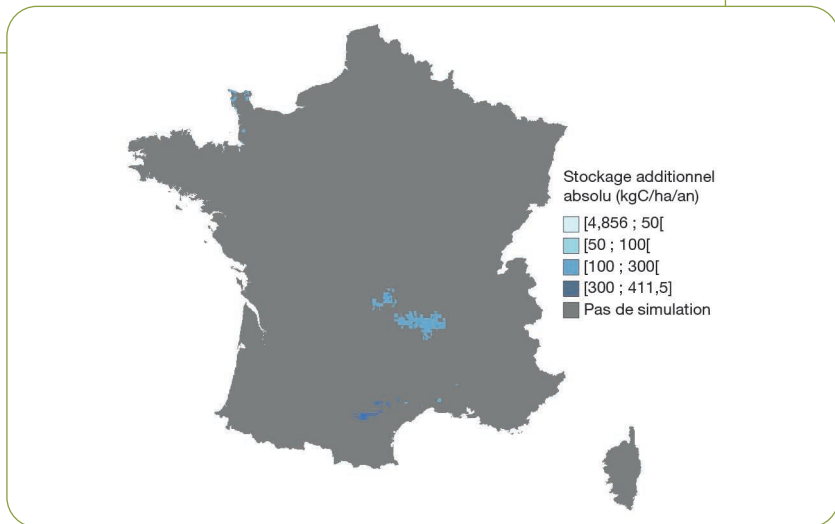 Stockage additionnel
absolu (kgC/ha/an)
[4,856 ; 50[
[50 ; 100[
[100 ; 300[
[300 ; 411,5]
Pas de simulation